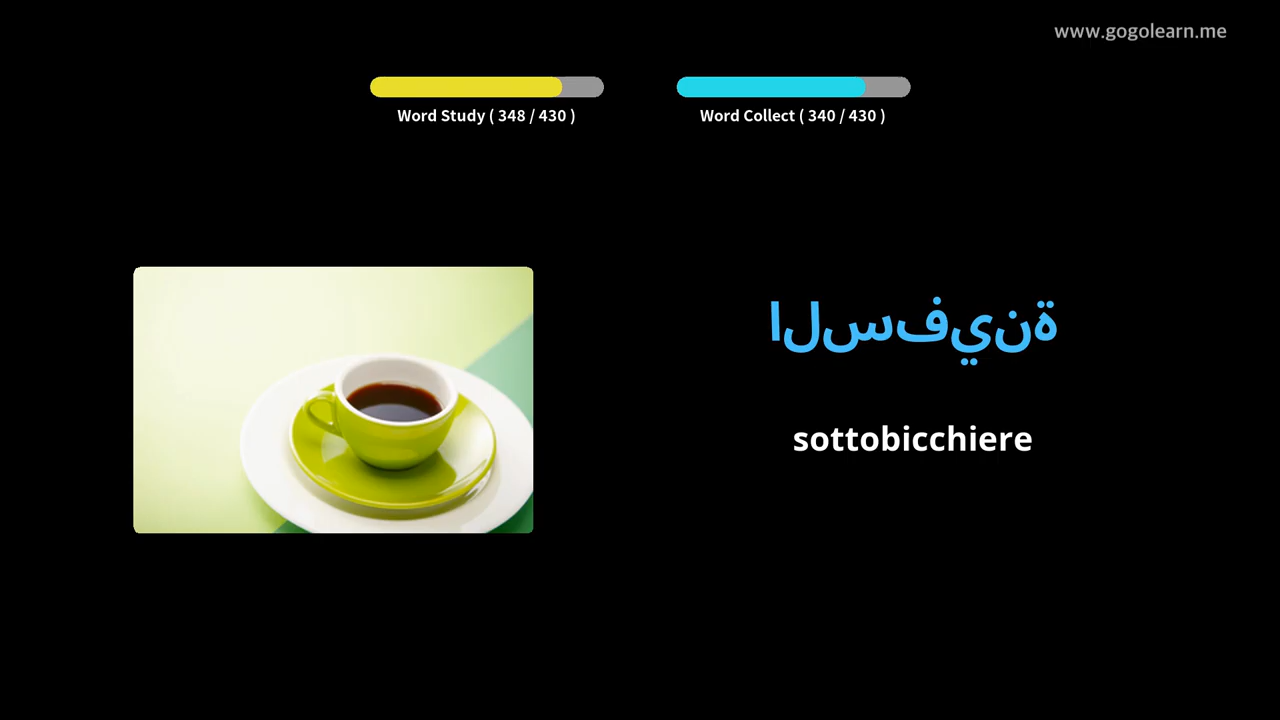 www.gogolearn.me
Word Study ( 348 / 430 )
Word Collect ( 340 / 430 )
السفينة
sottobicchiere